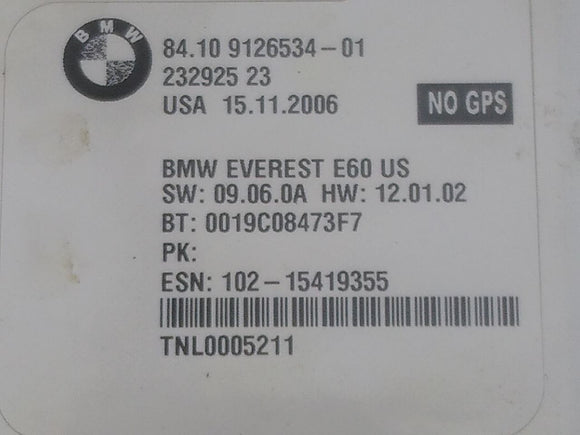 BMW
84.10 9126534-01
232925 23
USA 15.11.2006
NO GPS
BMW EVEREST E60 US
SW: 09.06.0A HW: 12.01.02
BT: 0019C08473F7
PK:
ESN: 102-15419355
TNL0005211